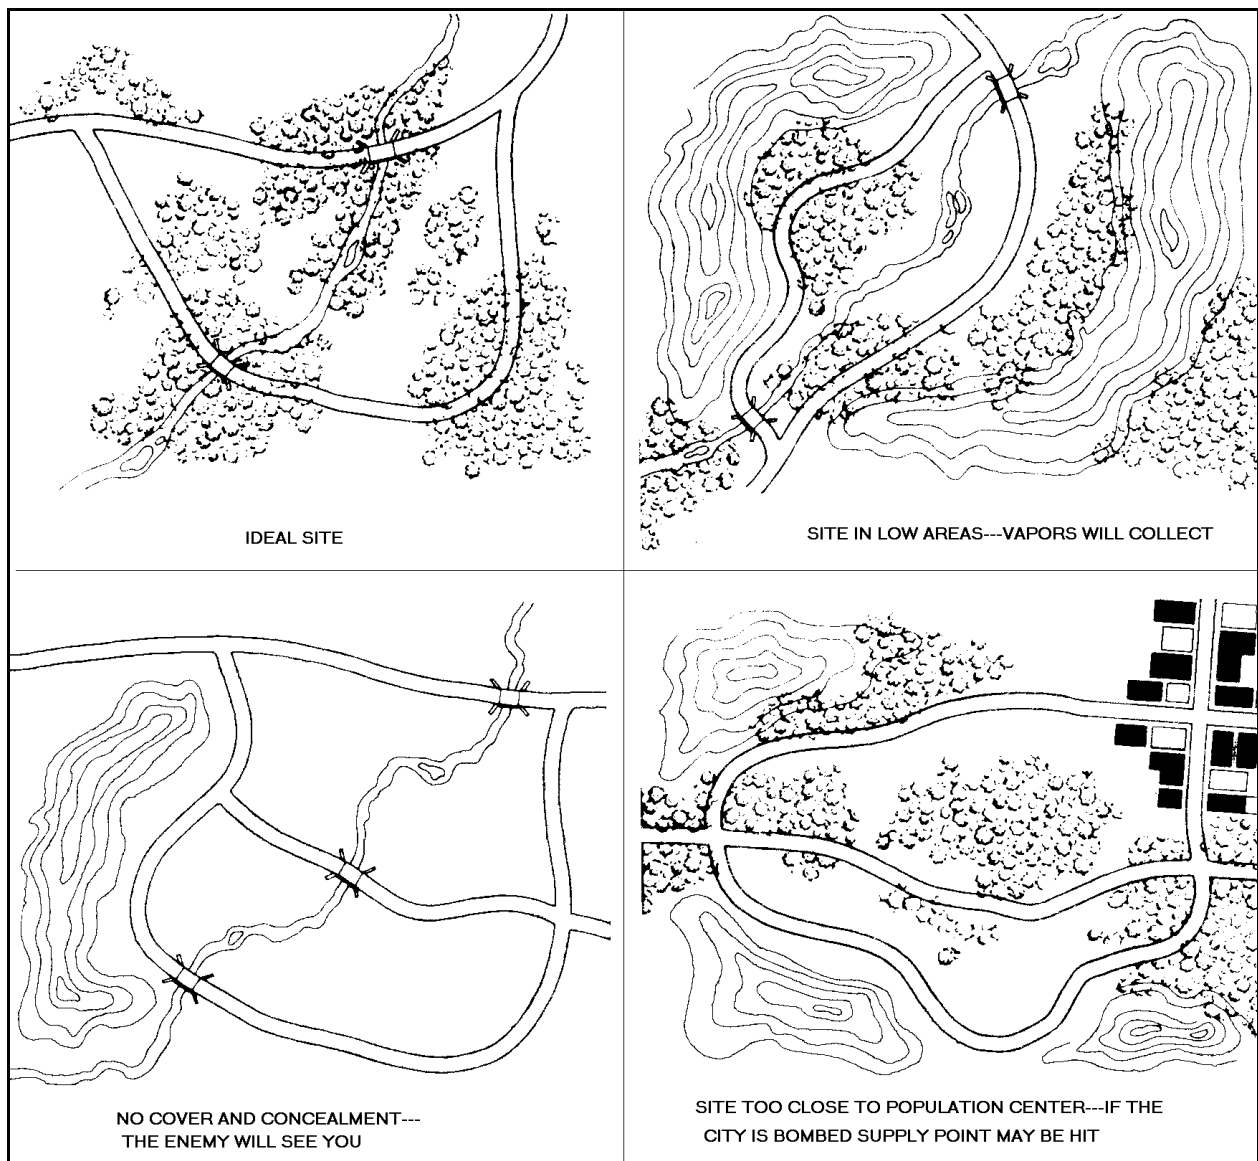 IDEAL SITE
SITE IN LOW AREAS---VAPORS WILL COLLECT
NO COVER AND CONCEALMENT---
THE ENEMY WILL SEE YOU
SITE TOO CLOSE TO POPULATION CENTER---IF THE
CITY IS BOMBED SUPPLY POINT MAY BE HIT